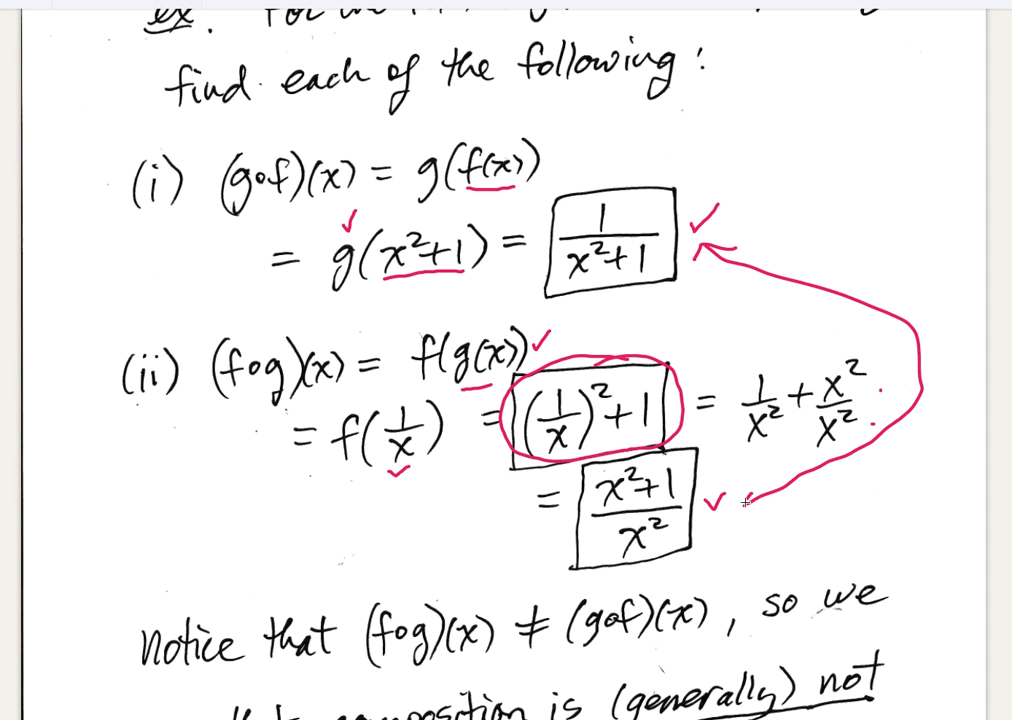 ex.
find each of the following:
(i) (g∘f)(x) = g(f(x))
= g(x²+1) = 1/(x²+1)
(ii) (f∘g)(x) = f(g(x))
= f(1/x) = (1/x)²+1 = 1/x² + x²/x²
= (x²+1)/x²
Notice that (f∘g)(x) ≠ (g∘f)(x), so we
composition is (generally) not